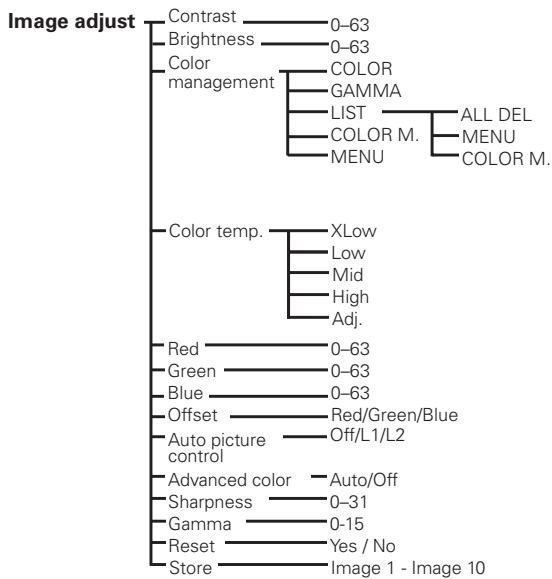 Image adjust
Contrast 0–63
Brightness 0–63
Color
management
COLOR
GAMMA
LIST
COLOR M.
MENU
ALL DEL
MENU
COLOR M.
Color temp.
XLow
Low
Mid
High
Adj.
Red 0–63
Green 0–63
Blue 0–63
Offset Red/Green/Blue
Auto picture
control
Off/L1/L2
Advanced color Auto/Off
Sharpness 0–31
Gamma 0-15
Reset Yes / No
Store Image 1 - Image 10